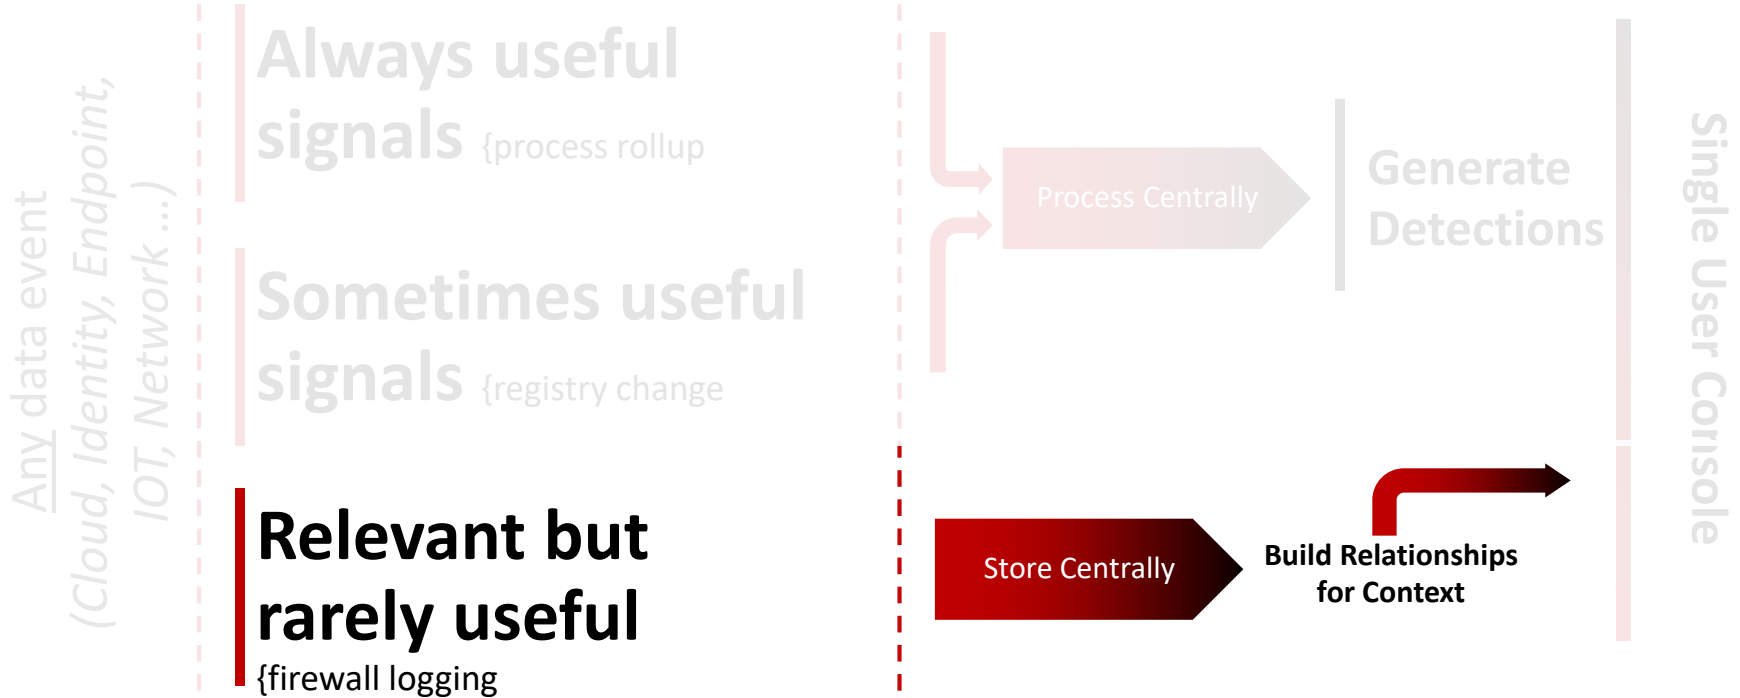 Any data event
(Cloud, Identity, Endpoint,
IOT, Network ...)
Always useful
signals {process rollup
Sometimes useful
signals {registry change
Relevant but
rarely useful
{firewall logging
Process Centrally
Generate
Detections
Store Centrally
Build Relationships
for Context
Single User Console